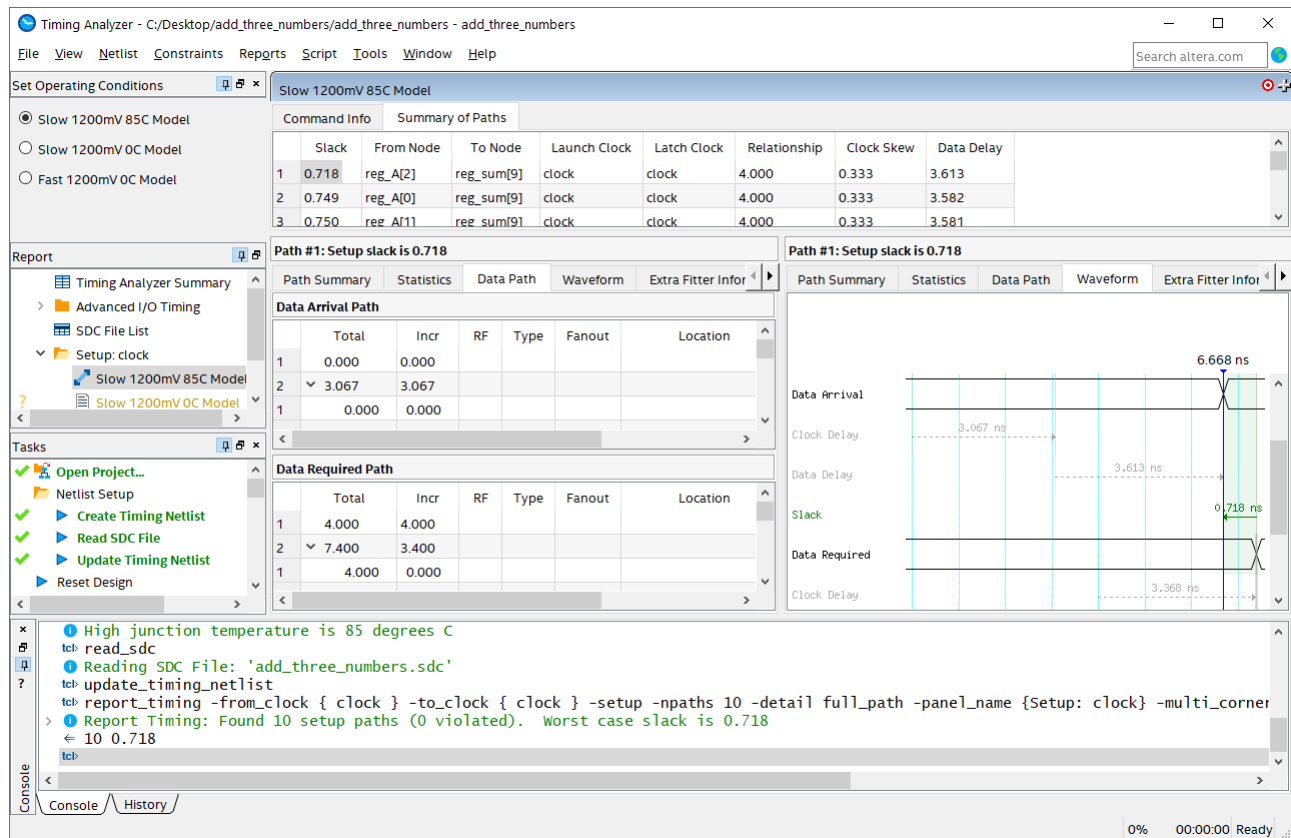 Timing Analyzer - C:/Desktop/add_three_numbers/add_three_numbers - add_three_numbers
File View Netlist Constraints Reports Script Tools Window Help
Search altera.com
Set Operating Conditions
Slow 1200mV 85C Model
Slow 1200mV 0C Model
Fast 1200mV 0C Model
Report
Timing Analyzer Summary
Advanced I/O Timing
SDC File List
Setup: clock
Slow 1200mV 85C Model
? Slow 1200mV 0C Model
Tasks
Open Project...
Netlist Setup
Create Timing Netlist
Read SDC File
Update Timing Netlist
Reset Design
Slow 1200mV 85C Model
Command Info Summary of Paths
Slack From Node To Node Launch Clock Latch Clock Relationship Clock Skew Data Delay
1 0.718 reg_A[2] reg_sum[9] clock clock 4.000 0.333 3.613
2 0.749 reg_A[0] reg_sum[9] clock clock 4.000 0.333 3.582
3 0.750 reg_A[1] reg_sum[9] clock clock 4.000 0.333 3.581
Path #1: Setup slack is 0.718
Path Summary Statistics Data Path Waveform Extra Fitter Infor
Data Arrival Path
Total Incr RF Type Fanout Location
1 0.000 0.000
2 3.067 3.067
1 0.000 0.000
Data Required Path
Total Incr RF Type Fanout Location
1 4.000 4.000
2 7.400 3.400
1 4.000 0.000
Path #1: Setup slack is 0.718
Path Summary Statistics Data Path Waveform Extra Fitter Infor
6.668 ns
Data Arrival
Clock Delay 3.067 ns
Data Delay 3.613 ns
Slack 0.718 ns
Data Required
Clock Delay 3.368 ns
High junction temperature is 85 degrees C
tcl> read_sdc
Reading SDC File: 'add_three_numbers.sdc'
tcl> update_timing_netlist
tcl> report_timing -from_clock { clock } -to_clock { clock } -setup -npaths 10 -detail full_path -panel_name {Setup: clock} -multi_corner
Report Timing: Found 10 setup paths (0 violated). Worst case slack is 0.718
10 0.718
tcl>
Console
Console History
0% 00:00:00 Ready